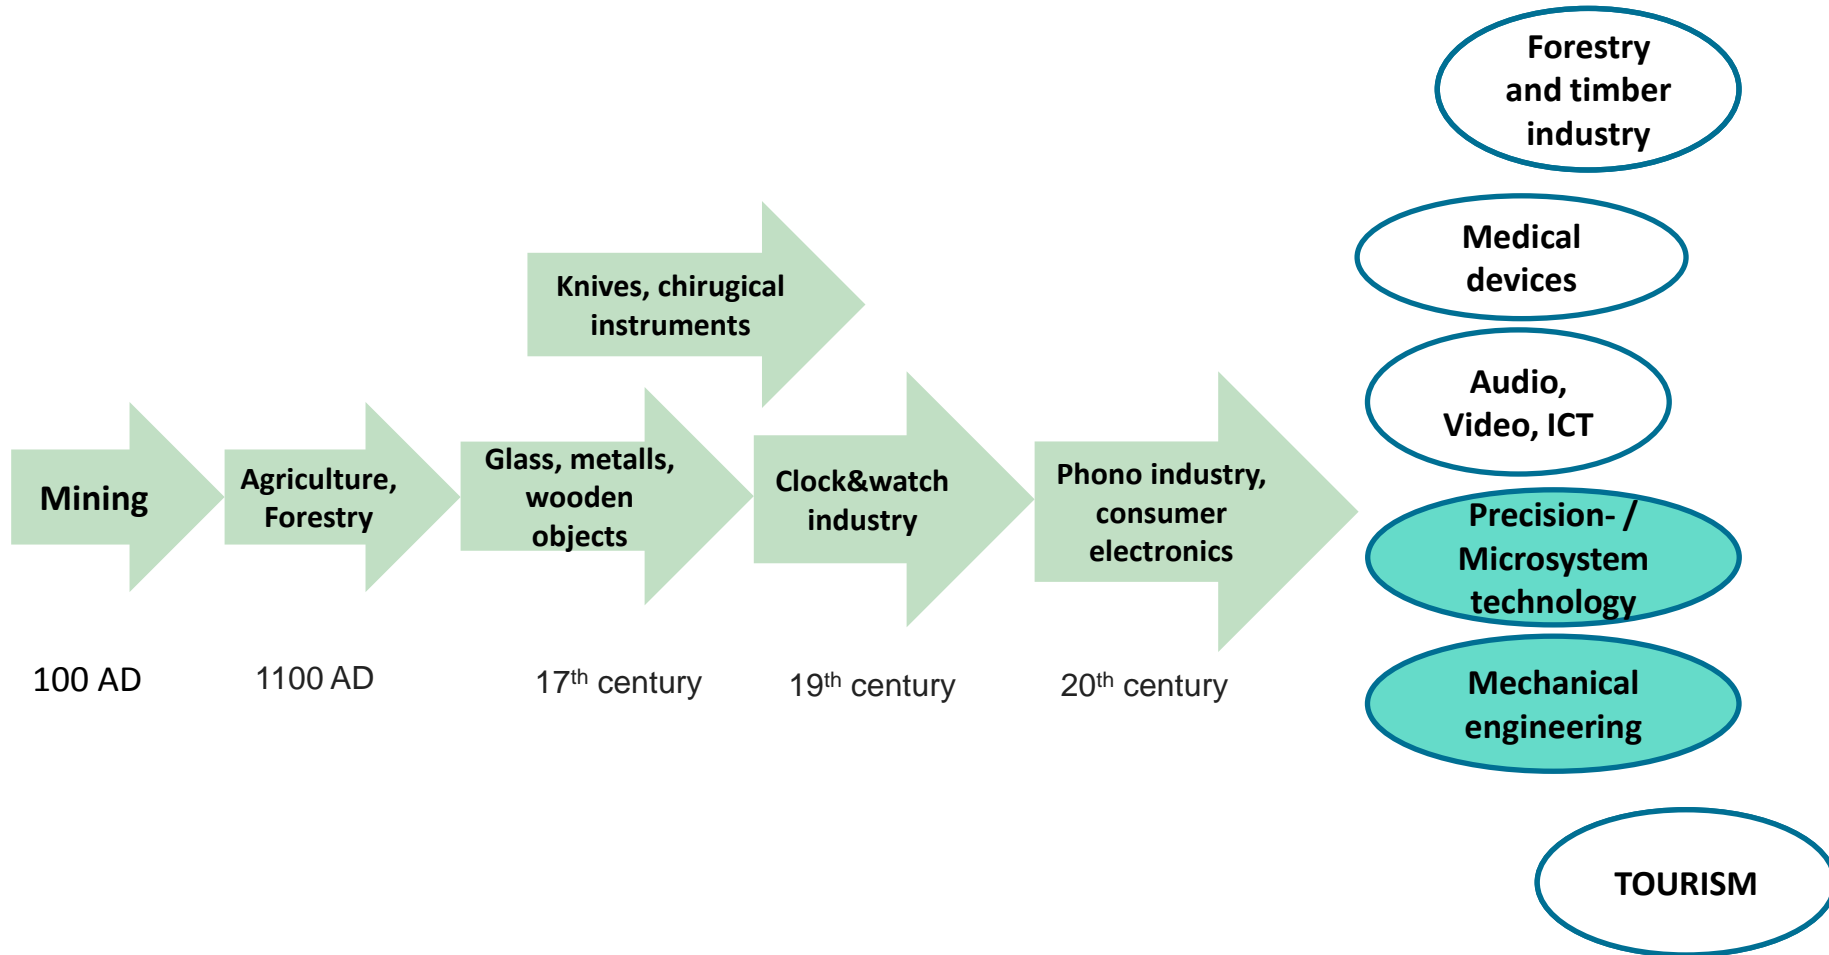 Forestry
and timber
industry
Medical
devices
Knives, chirugical
instruments
Audio,
Video, ICT
Mining
Agriculture,
Forestry
Glass, metalls,
wooden
objects
Clock&watch
industry
Phono industry,
consumer
electronics
Precision- /
Microsystem
technology
100 AD
1100 AD
17th century
19th century
20th century
Mechanical
engineering
TOURISM